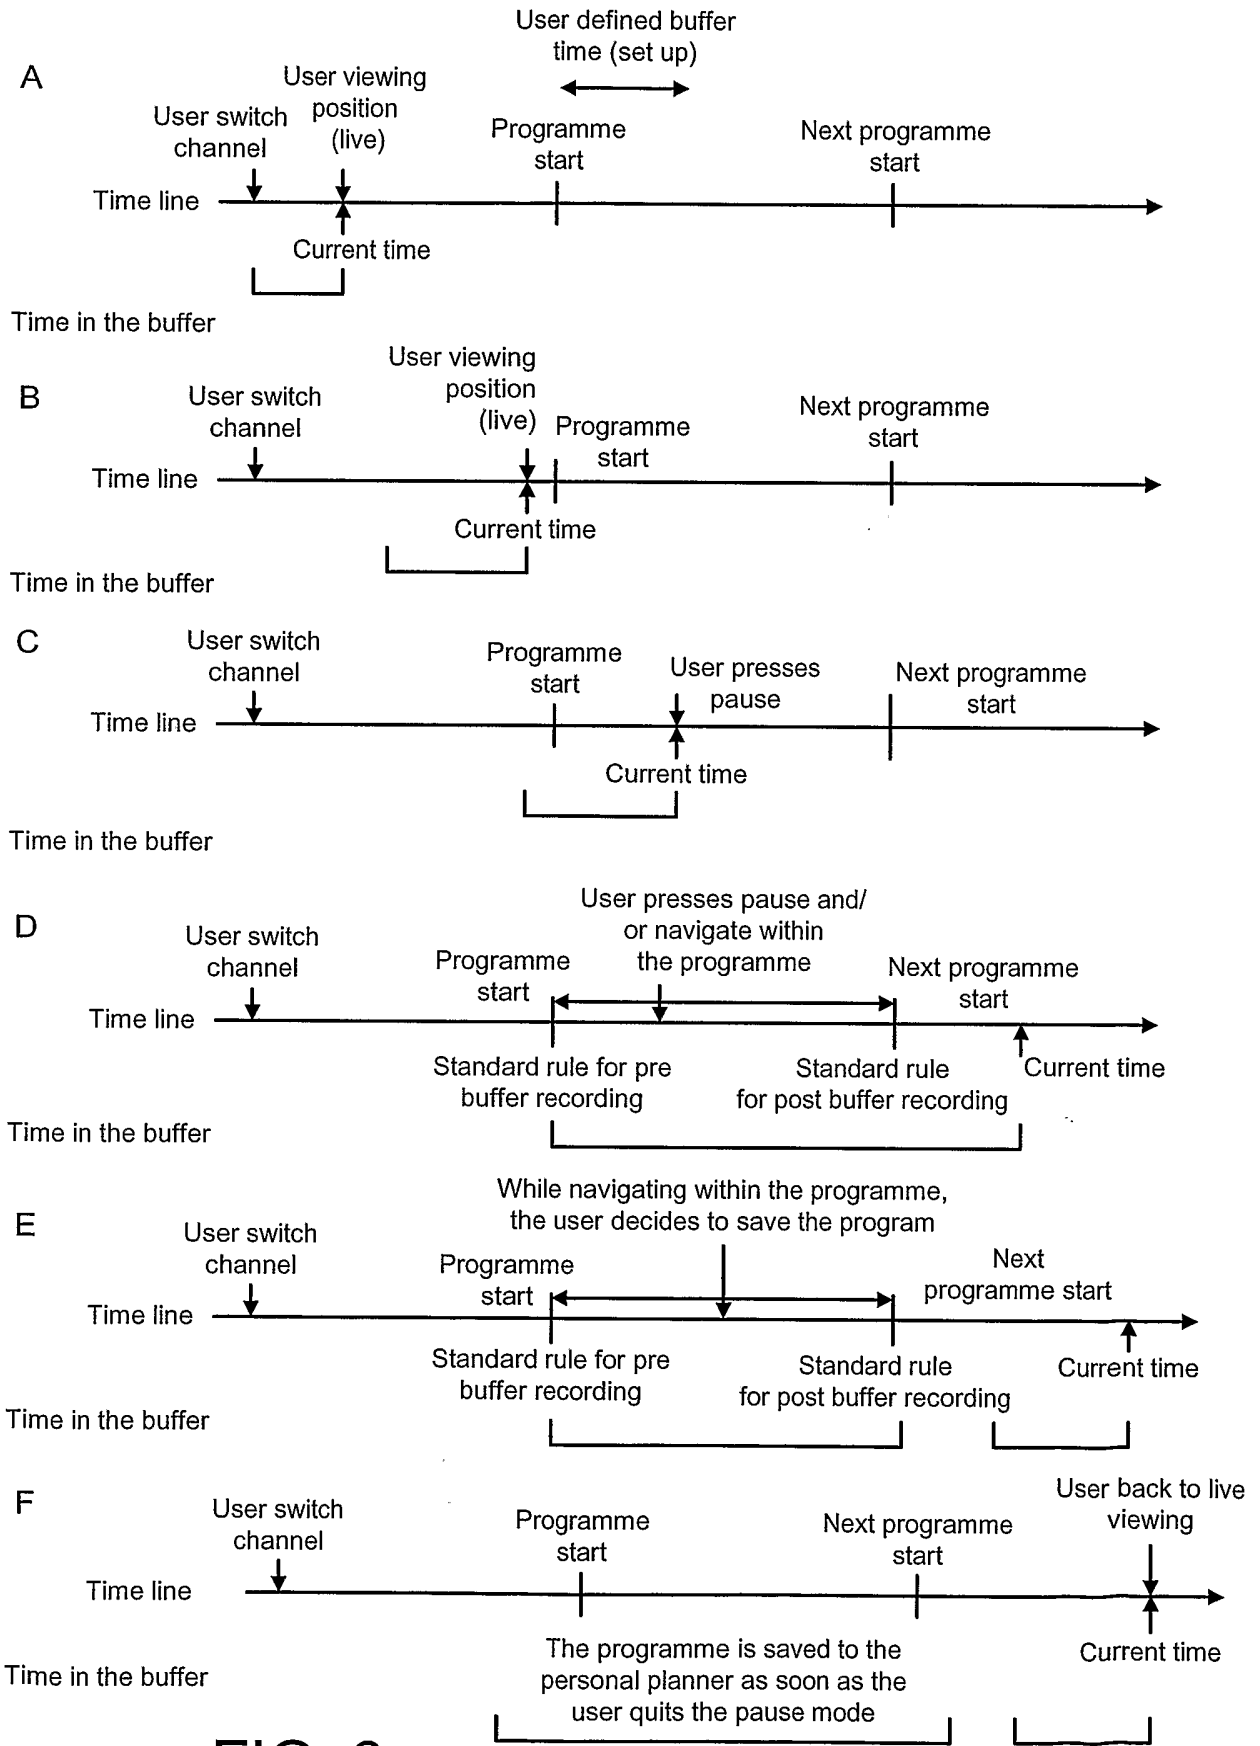 User defined buffer
time (set up)
A
User viewing
position
(live)
User switch
channel
Programme
start
Next programme
start
Time line
Current time
Time in the buffer
B
User viewing
position
(live)
User switch
channel
Programme
start
Next programme
start
Time line
Current time
Time in the buffer
C
User switch
channel
Programme
start
User presses
pause
Next programme
start
Time line
Current time
Time in the buffer
D
User switch
channel
Programme
start
User presses pause and/
or navigate within
the programme
Next programme
start
Time line
Standard rule for pre
buffer recording
Standard rule
for post buffer recording
Current time
Time in the buffer
While navigating within the programme,
the user decides to save the program
E
User switch
channel
Programme
start
Next
programme start
Time line
Standard rule for pre
buffer recording
Standard rule
for post buffer recording
Current time
Time in the buffer
F
User switch
channel
Programme
start
Next programme
start
User back to live
viewing
Time line
Current time
The programme is saved to the
personal planner as soon as the
user quits the pause mode
Time in the buffer